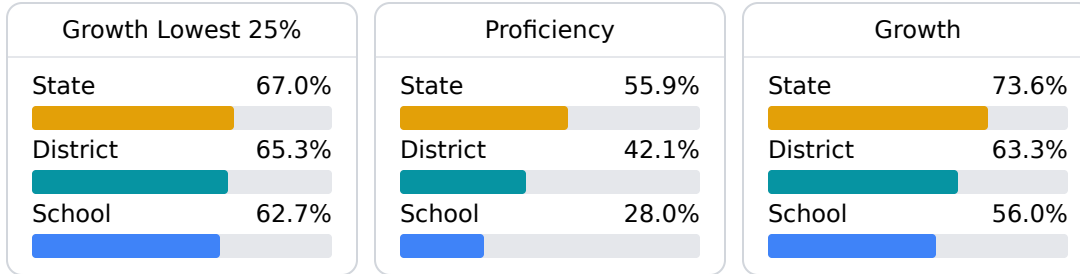 Growth Lowest 25%
State 67.0%
District 65.3%
School 62.7%
Proficiency
State 55.9%
District 42.1%
School 28.0%
Growth
State 73.6%
District 63.3%
School 56.0%